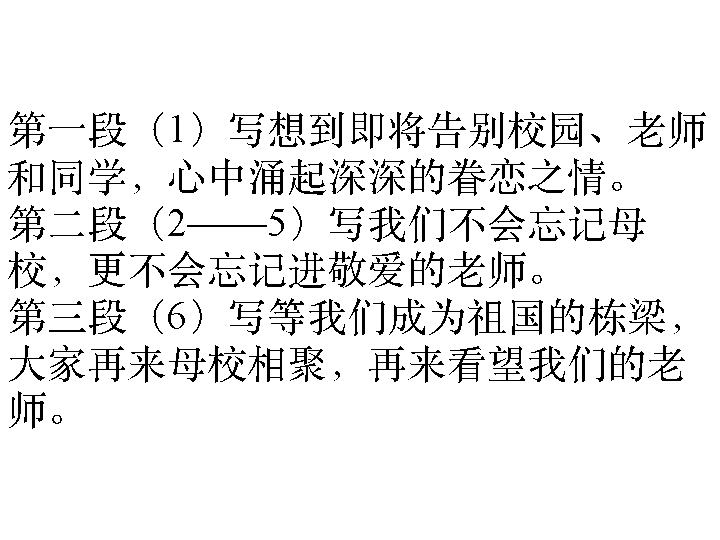 第一段（1）写想到即将告别校园、老师
和同学，心中涌起深深的眷恋之情。
第二段（2——5）写我们不会忘记母
校，更不会忘记进敬爱的老师。
第三段（6）写等我们成为祖国的栋梁，
大家再来母校相聚，再来看望我们的老
师。